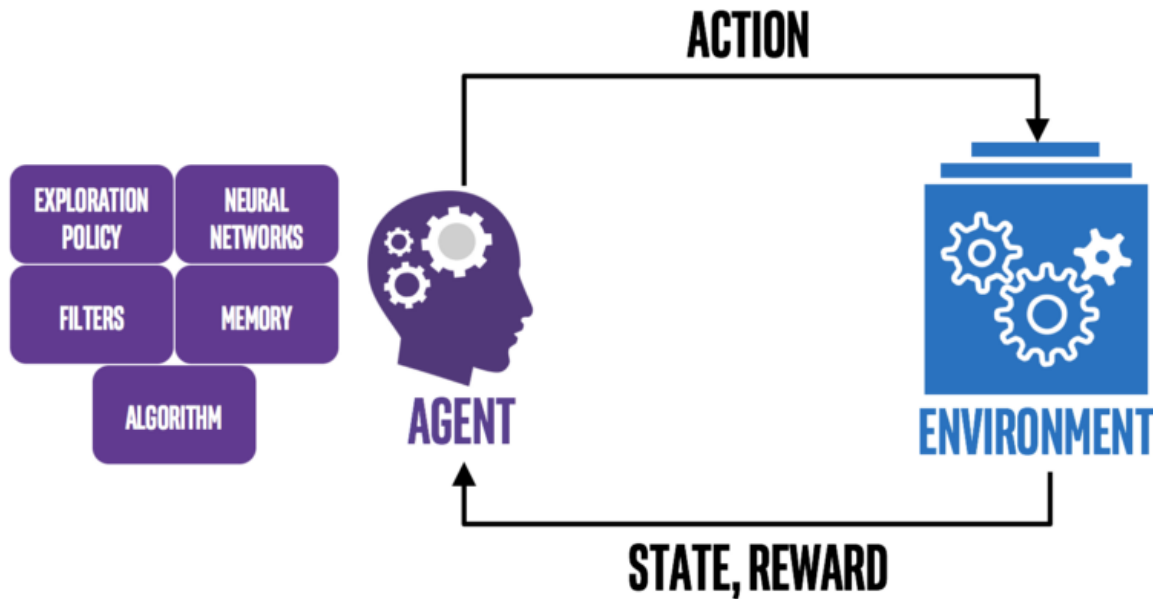 ACTION
EXPLORATION
POLICY
NEURAL
NETWORKS
FILTERS
MEMORY
ALGORITHM
AGENT
ENVIRONMENT
STATE, REWARD